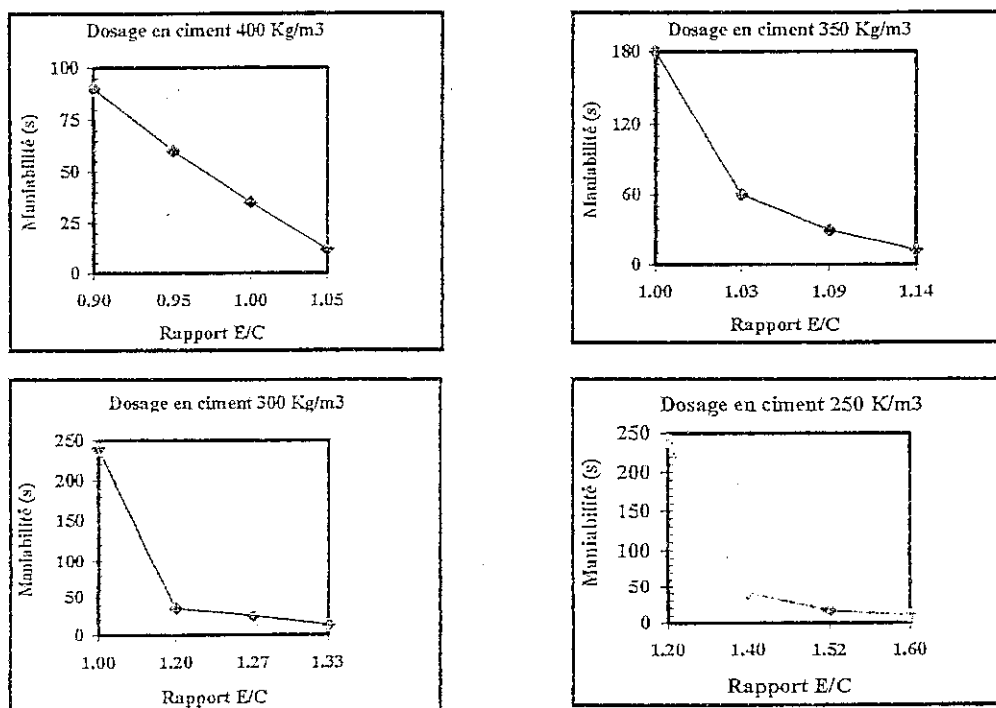 Dosage en ciment 400 Kg/m3
Maniabilité (s)
100
75
50
25
0
0.90 0.95 1.00 1.05
Rapport E/C
Dosage en ciment 350 Kg/m3
Maniabilité (s)
180
120
60
0
1.00 1.03 1.09 1.14
Rapport E/C
Dosage en ciment 300 Kg/m3
Maniabilité (s)
250
200
150
100
50
0
1.00 1.20 1.27 1.33
Rapport E/C
Dosage en ciment 250 K/m3
Maniabilité (s)
250
200
150
100
50
0
1.20 1.40 1.52 1.60
Rapport E/C